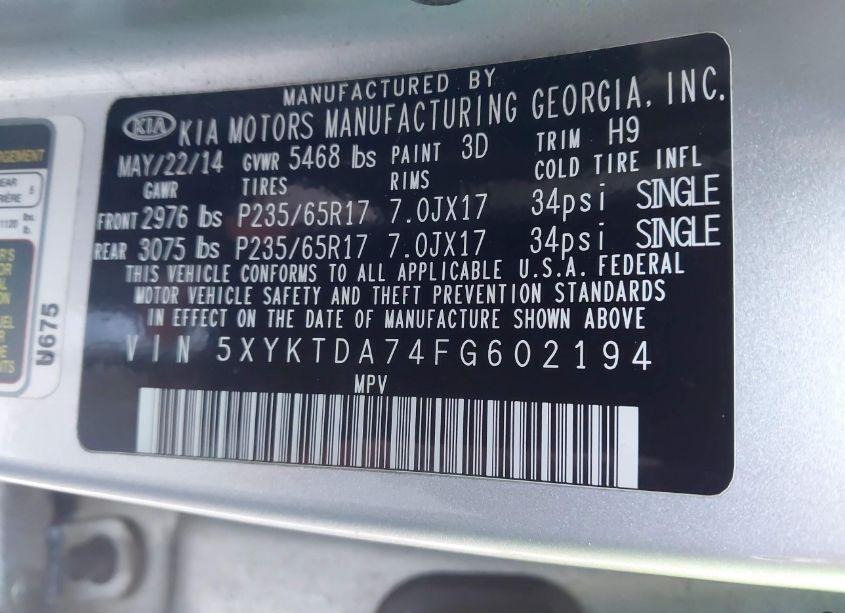 MANUFACTURED BY
KIA KIA MOTORS MANUFACTURING GEORGIA, INC.
MAY/22/14 GVWR 5468 lbs PAINT 3D TRIM H9
GAWR TIRES RIMS COLD TIRE INFL
FRONT 2976 lbs P235/65R17 7.0JX17 34psi SINGLE
REAR 3075 lbs P235/65R17 7.0JX17 34psi SINGLE
THIS VEHICLE CONFORMS TO ALL APPLICABLE U.S.A. FEDERAL
MOTOR VEHICLE SAFETY AND THEFT PREVENTION STANDARDS
IN EFFECT ON THE DATE OF MANUFACTURE SHOWN ABOVE
VIN 5XYKTDA74FG602194
MPV
1120 lbs.
lb.
U675